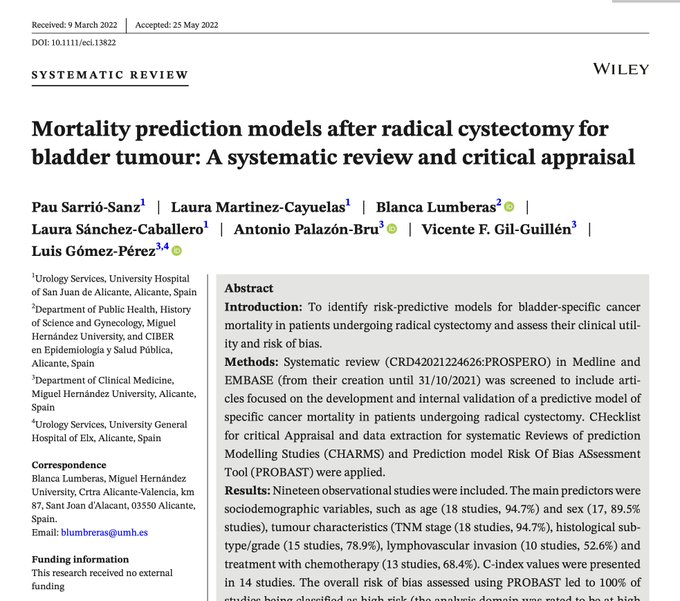 Received: 9 March 2022 | Accepted: 25 May 2022
DOI: 10.1111/eci.13822
SYSTEMATIC REVIEW
WILEY
Mortality prediction models after radical cystectomy for
bladder tumour: A systematic review and critical appraisal
Pau Sarrió-Sanz1 | Laura Martinez-Cayuelas1 | Blanca Lumberas2 |
Laura Sánchez-Caballero1 | Antonio Palazón-Bru3 | Vicente F. Gil-Guillén3 |
Luis Gómez-Pérez3,4
1Urology Services, University Hospital
of San Juan de Alicante, Alicante, Spain
2Department of Public Health, History
of Science and Gynecology, Miguel
Hernández University, and CIBER
en Epidemiología y Salud Pública,
Alicante, Spain
3Department of Clinical Medicine,
Miguel Hernández University, Alicante,
Spain
4Urology Services, University General
Hospital of Elx, Alicante, Spain
Correspondence
Blanca Lumberas, Miguel Hernández
University, Crtra Alicante-Valencia, km
87, Sant Joan d'Alacant, 03550 Alicante,
Spain.
Email: blumbreras@umh.es
Funding information
This research received no external
funding
Abstract
Introduction: To identify risk-predictive models for bladder-specific cancer
mortality in patients undergoing radical cystectomy and assess their clinical util-
ity and risk of bias.
Methods: Systematic review (CRD42021224626:PROSPERO) in Medline and
EMBASE (from their creation until 31/10/2021) was screened to include arti-
cles focused on the development and internal validation of a predictive model of
specific cancer mortality in patients undergoing radical cystectomy. CHecklist
for critical Appraisal and data extraction for systematic Reviews of prediction
Modelling Studies (CHARMS) and Prediction model Risk Of Bias ASsessment
Tool (PROBAST) were applied.
Results: Nineteen observational studies were included. The main predictors were
sociodemographic variables, such as age (18 studies, 94.7%) and sex (17, 89.5%
studies), tumour characteristics (TNM stage (18 studies, 94.7%), histological sub-
type/grade (15 studies, 78.9%), lymphovascular invasion (10 studies, 52.6%) and
treatment with chemotherapy (13 studies, 68.4%). C-index values were presented
in 14 studies. The overall risk of bias assessed using PROBAST led to 100% of
studies being classified as high risk (the analysis domain was rated to be at high